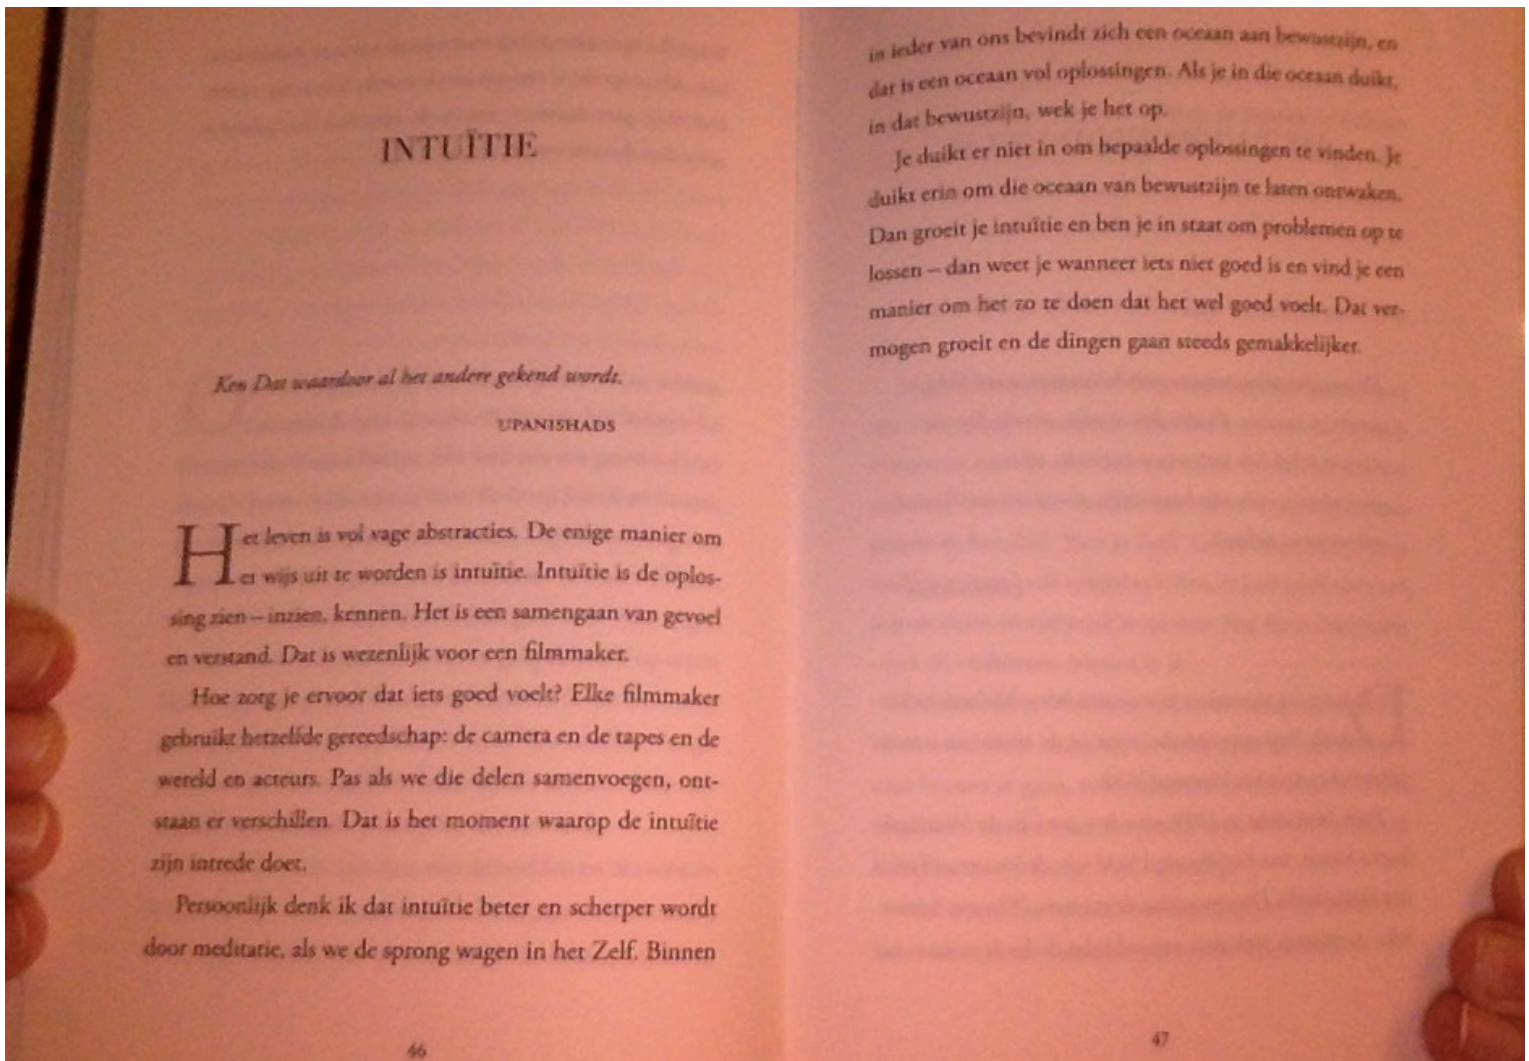 INTUÏTIE
Ken Dat waardoor al het andere gekend wordt.
UPANISHADS
Het leven is vol vage abstracties. De enige manier om
er wijs uit te worden is intuïtie. Intuïtie is de oplos-
sing zien – inzien, kennen. Het is een samengaan van gevoel
en verstand. Dat is wezenlijk voor een filmmaker.
Hoe zorg je ervoor dat iets goed voelt? Elke filmmaker
gebruikt hetzelfde gereedschap: de camera en de tapes en de
wereld en acteurs. Pas als we die delen samenvoegen, ont-
staan er verschillen. Dat is het moment waarop de intuïtie
zijn intrede doet.
Persoonlijk denk ik dat intuïtie beter en scherper wordt
door meditatie, als we de sprong wagen in het Zelf. Binnen
46
in ieder van ons bevindt zich een oceaan aan bewustzijn, en
dat is een oceaan vol oplossingen. Als je in die oceaan duikt,
in dat bewustzijn, wek je het op.
Je duikt er niet in om bepaalde oplossingen te vinden. Je
duikt erin om die oceaan van bewustzijn te laten ontwaken.
Dan groeit je intuïtie en ben je in staat om problemen op te
lossen – dan weet je wanneer iets niet goed is en vind je een
manier om het zo te doen dat het wel goed voelt. Dat ver-
mogen groeit en de dingen gaan steeds gemakkelijker.
47